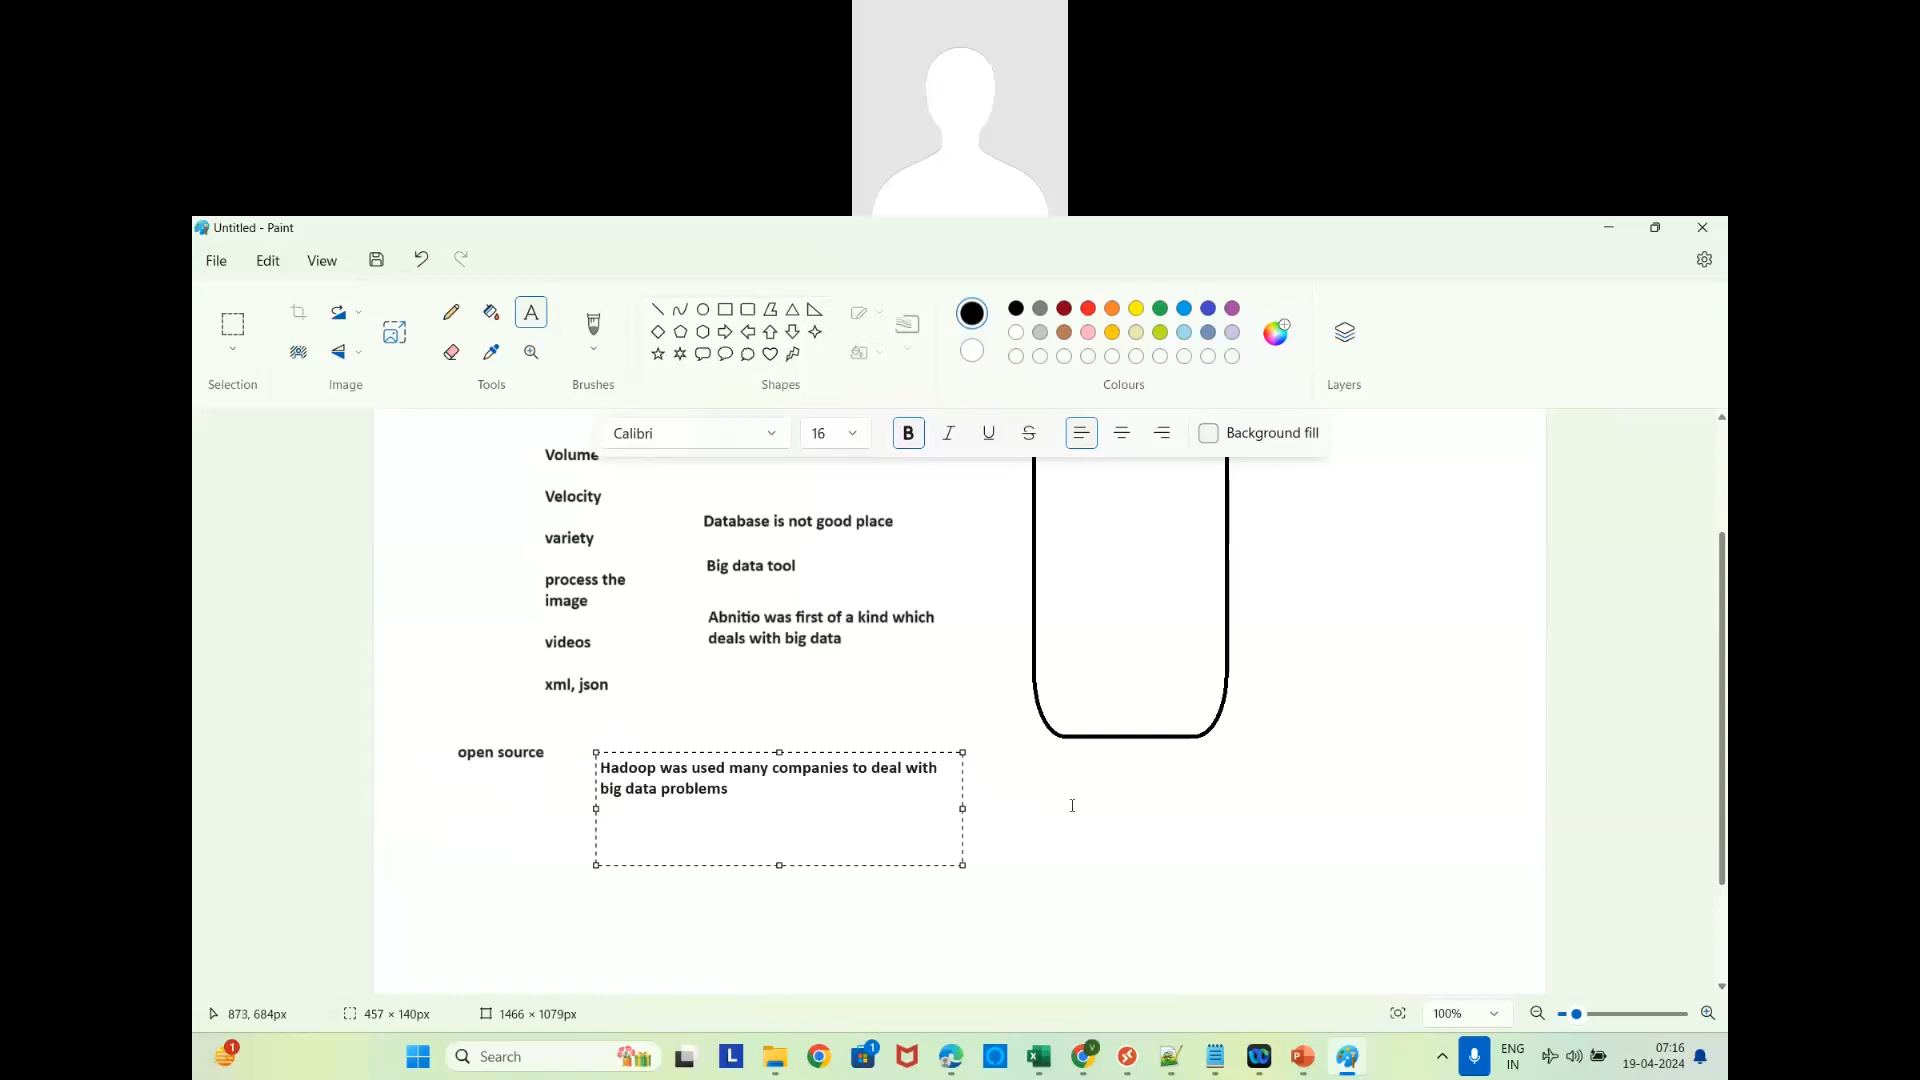 Untitled - Paint
File Edit View
Selection Image Tools Brushes Shapes Colours Layers
Calibri 16 B I U S Background fill
Volume
Velocity
variety
process the
image
videos
xml, json
Database is not good place
Big data tool
Abnitio was first of a kind which
deals with big data
open source
Hadoop was used many companies to deal with
big data problems
873, 684px 457 × 140px 1466 × 1079px 100%
1 Search L 1 V ENG
IN
07:16
19-04-2024